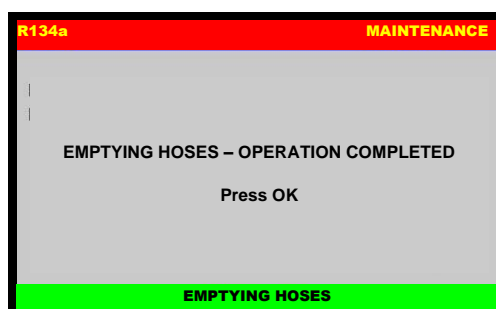 R134a MAINTENANCE
EMPTYING HOSES – OPERATION COMPLETED
Press OK
EMPTYING HOSES